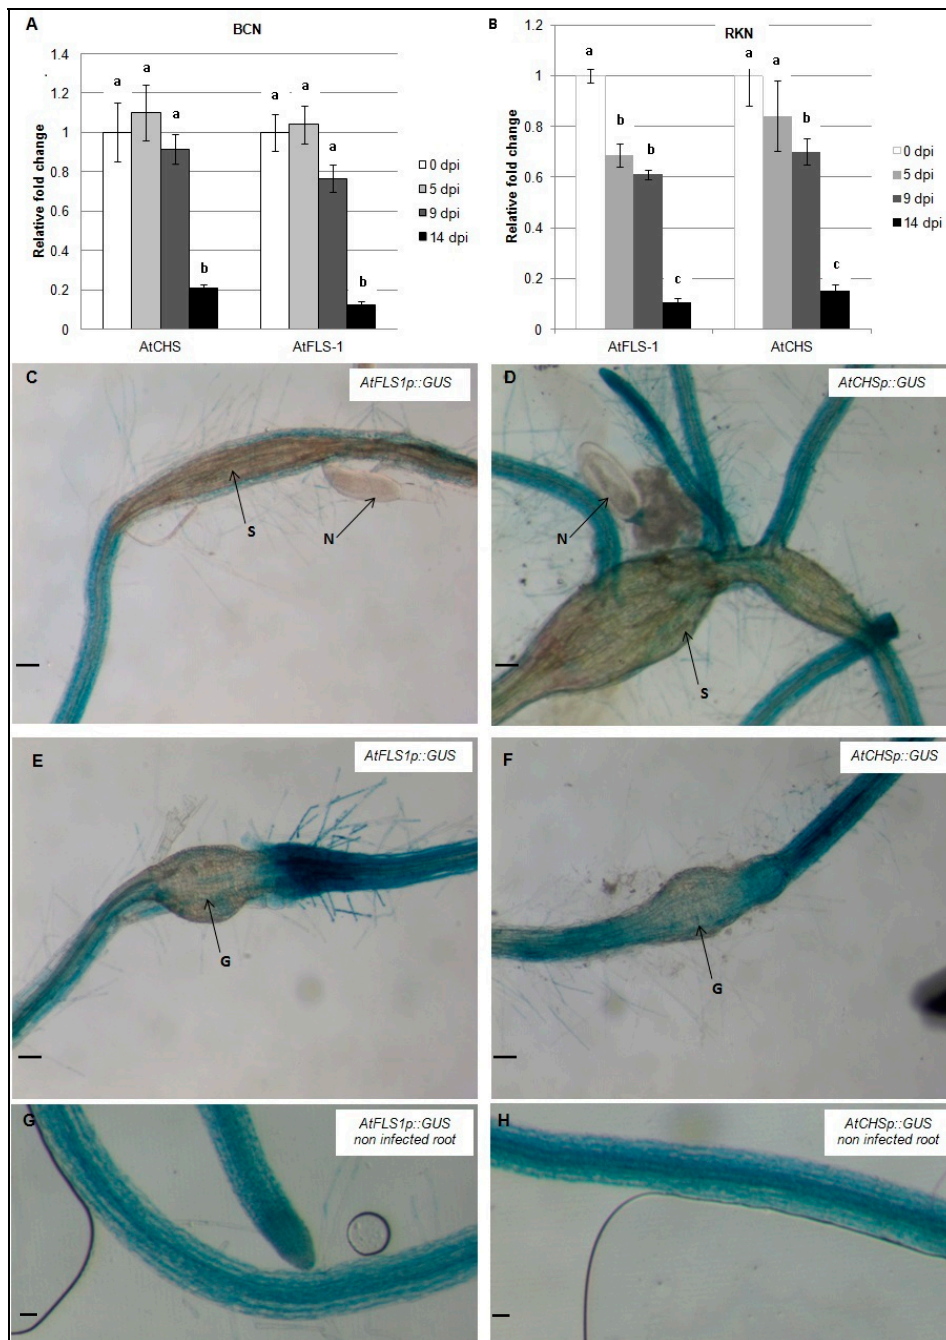 A
BCN
1.4
1.2
1
0.8
0.6
0.4
0.2
0
Relative fold change
a
a
a
b
a
a
a
b
AtCHS
AtFLS-1
0 dpi
5 dpi
9 dpi
14 dpi
B
RKN
1.2
1
0.8
0.6
0.4
0.2
0
Relative fold change
a
b
b
c
a
a
b
c
AtFLS-1
AtCHS
0 dpi
5 dpi
9 dpi
14 dpi
C
AtFLS1p::GUS
S
N
D
AtCHSp::GUS
N
S
E
AtFLS1p::GUS
G
F
AtCHSp::GUS
G
G
AtFLS1p::GUS
non infected root
H
AtCHSp::GUS
non infected root